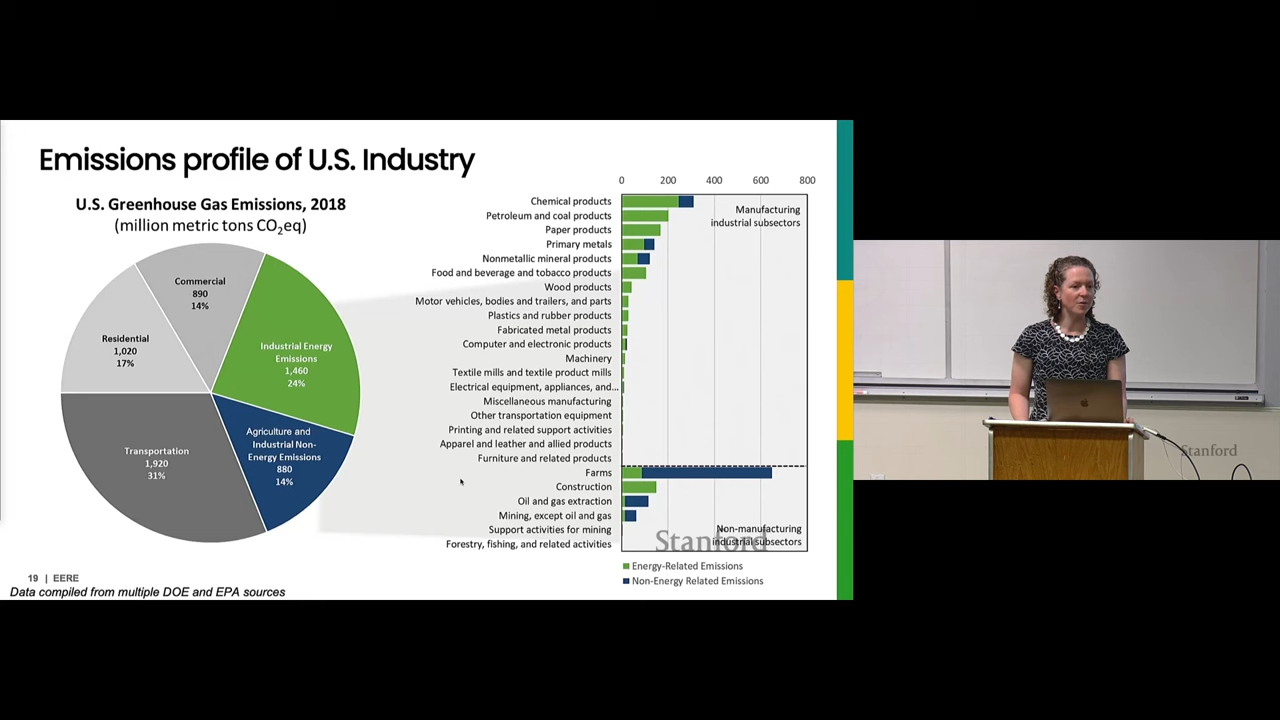 Emissions profile of U.S. Industry
U.S. Greenhouse Gas Emissions, 2018
(million metric tons CO2eq)
Commercial
890
14%
Residential
1,020
17%
Industrial Energy
Emissions
1,460
24%
Agriculture and
Industrial Non-
Energy Emissions
880
14%
Transportation
1,920
31%
0 200 400 600 800
Chemical products
Petroleum and coal products
Paper products
Primary metals
Nonmetallic mineral products
Food and beverage and tobacco products
Wood products
Motor vehicles, bodies and trailers, and parts
Plastics and rubber products
Fabricated metal products
Computer and electronic products
Machinery
Textile mills and textile product mills
Electrical equipment, appliances, and...
Miscellaneous manufacturing
Other transportation equipment
Printing and related support activities
Apparel and leather and allied products
Furniture and related products
Farms
Construction
Oil and gas extraction
Mining, except oil and gas
Support activities for mining
Forestry, fishing, and related activities
Manufacturing
industrial subsectors
Non-manufacturing
industrial subsectors
Stanford
Energy-Related Emissions
Non-Energy Related Emissions
19 | EERE
Data compiled from multiple DOE and EPA sources
Stanford